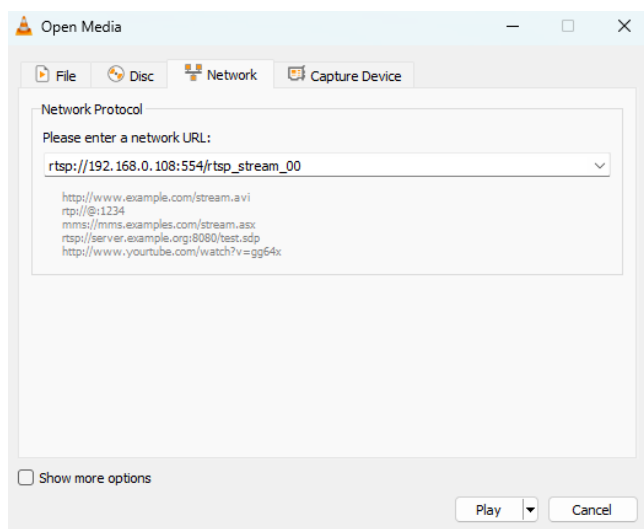 Open Media
File Disc Network Capture Device
Network Protocol
Please enter a network URL:
rtsp://192.168.0.108:554/rtsp_stream_00
http://www.example.com/stream.avi
rtp://@:1234
mms://mms.examples.com/stream.asx
rtsp://server.example.org:8080/test.sdp
http://www.yourtube.com/watch?v=gg64x
Show more options
Play Cancel